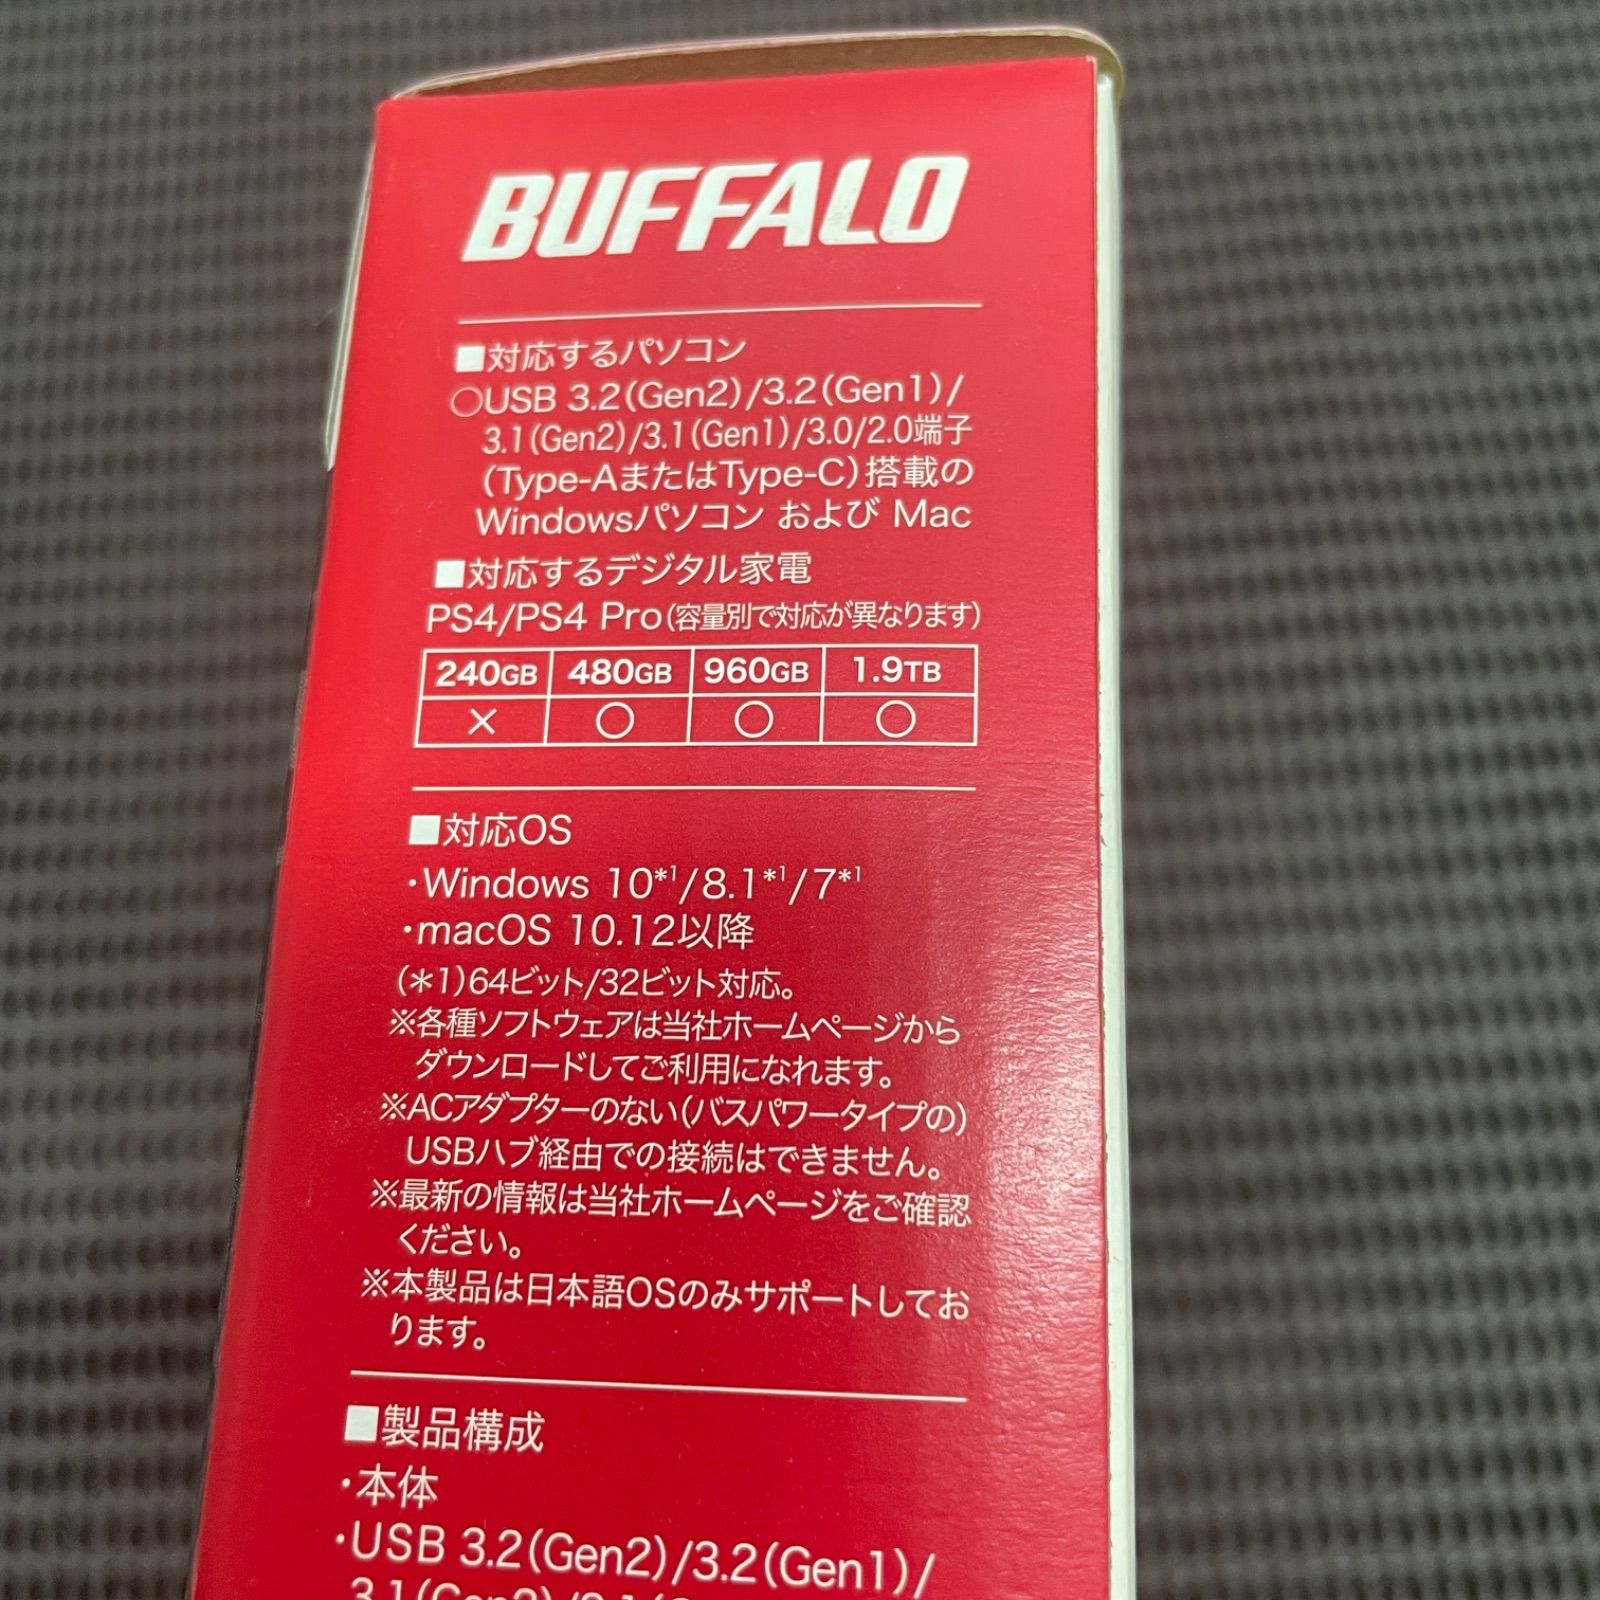 BUFFALO
■対応するパソコン
○USB 3.2(Gen2)/3.2(Gen1)/
3.1(Gen2)/3.1(Gen1)/3.0/2.0端子
(Type-AまたはType-C)搭載の
Windowsパソコン および Mac
■対応するデジタル家電
PS4/PS4 Pro(容量別で対応が異なります)
240GB 480GB 960GB 1.9TB
× ○ ○ ○
■対応OS
・Windows 10*1/8.1*1/7*1
・macOS 10.12以降
(*1)64ビット/32ビット対応。
※各種ソフトウェアは当社ホームページから
ダウンロードしてご利用になれます。
※ACアダプターのない(バスパワータイプの)
USBハブ経由での接続はできません。
※最新の情報は当社ホームページをご確認
ください。
※本製品は日本語OSのみサポートしてお
ります。
■製品構成
・本体
・USB 3.2(Gen2)/3.2(Gen1)/
3.1(Gen2)/3.1(G